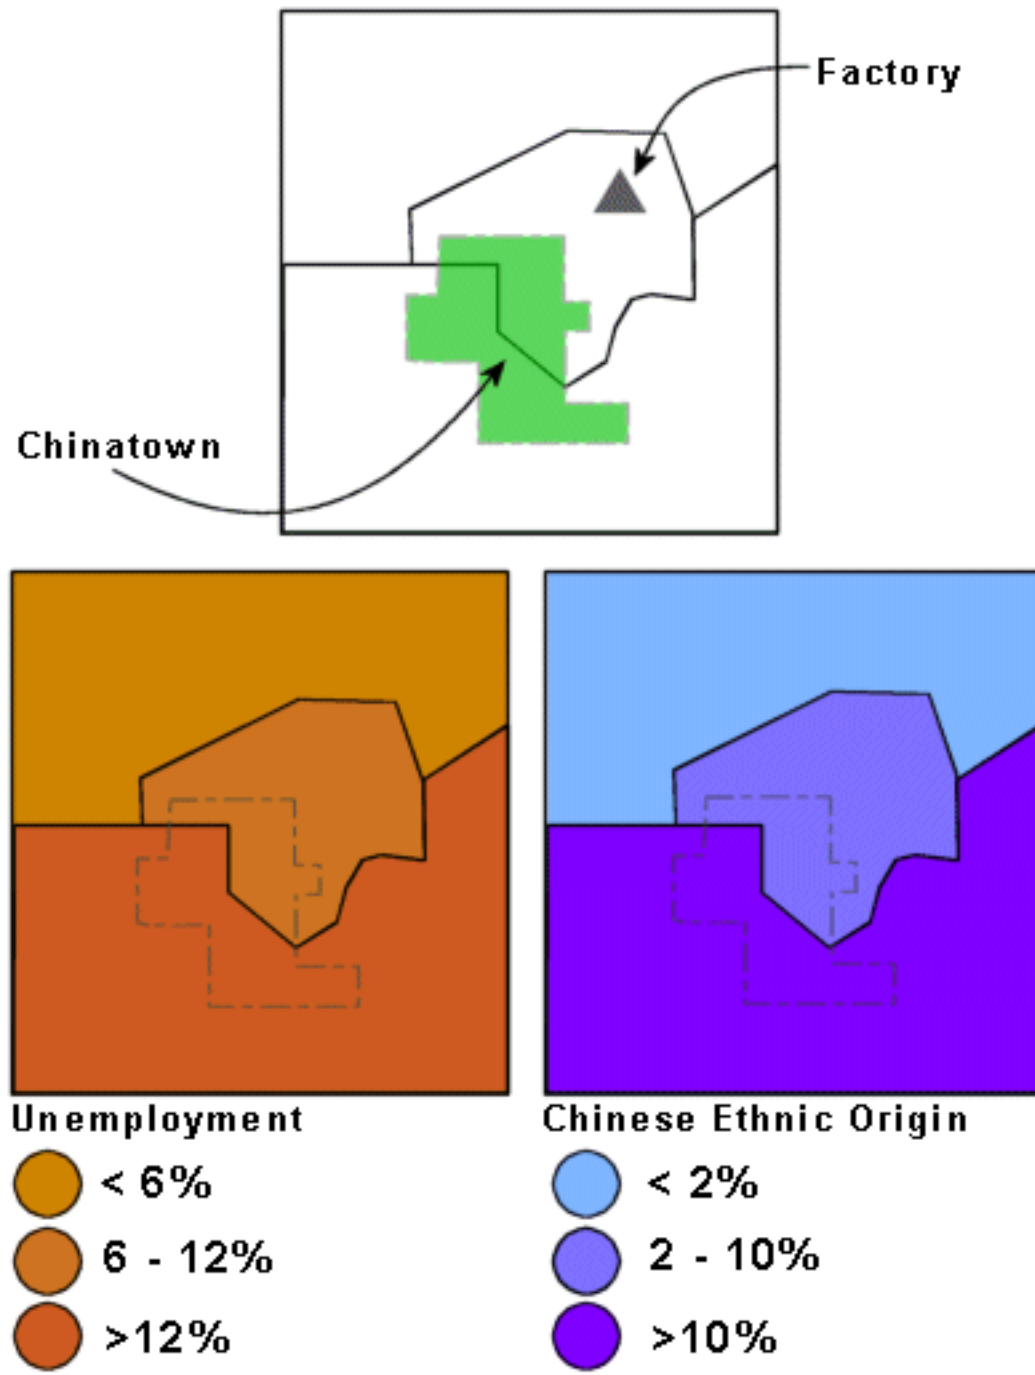 Factory
Chinatown
Unemployment
< 6%
6 - 12%
>12%
Chinese Ethnic Origin
< 2%
2 - 10%
>10%